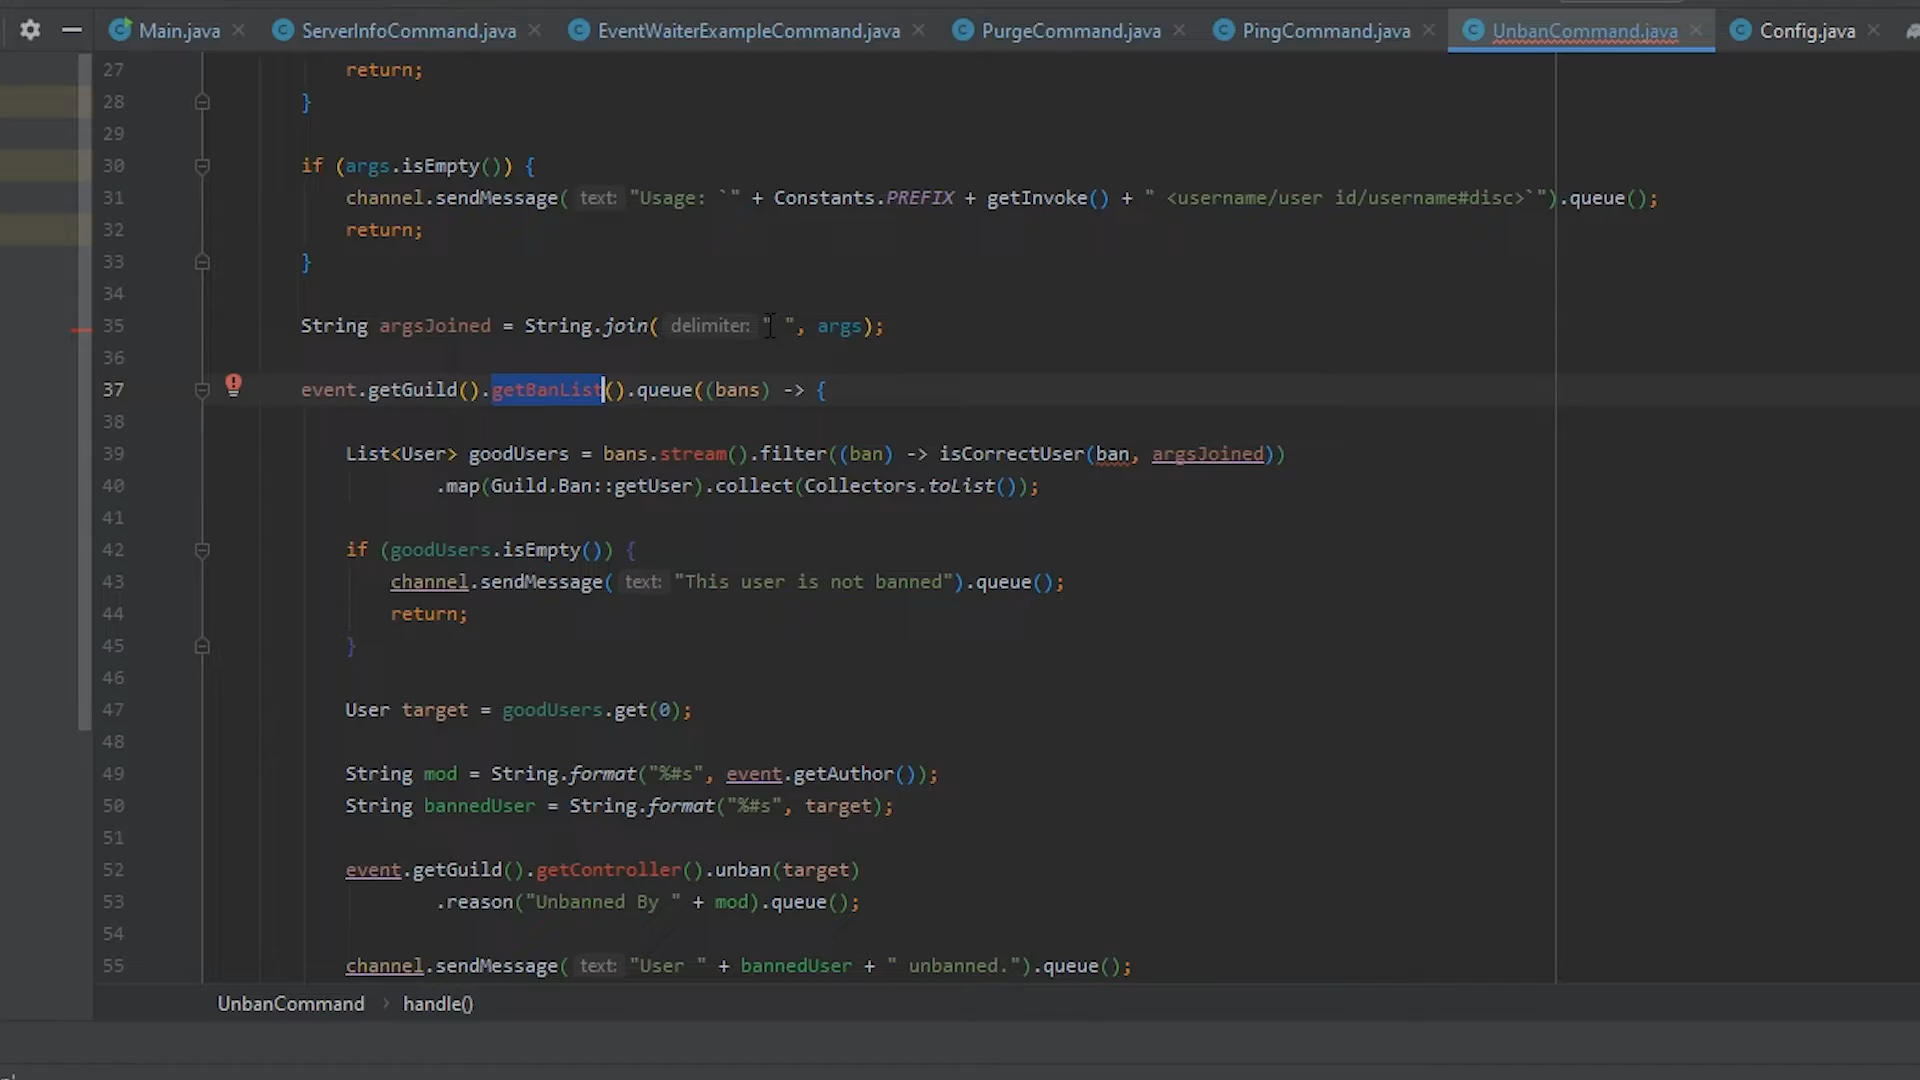 Main.java ServerInfoCommand.java EventWaiterExampleCommand.java PurgeCommand.java PingCommand.java UnbanCommand.java Config.java
27 return;
28 }
29
30 if (args.isEmpty()) {
31 channel.sendMessage( text: "Usage: `" + Constants.PREFIX + getInvoke() + " <username/user id/username#disc>`").queue();
32 return;
33 }
34
35 String argsJoined = String.join( delimiter: " ", args);
36
37 event.getGuild().getBanList().queue((bans) -> {
38
39 List<User> goodUsers = bans.stream().filter((ban) -> isCorrectUser(ban, argsJoined))
40 .map(Guild.Ban::getUser).collect(Collectors.toList());
41
42 if (goodUsers.isEmpty()) {
43 channel.sendMessage( text: "This user is not banned").queue();
44 return;
45 }
46
47 User target = goodUsers.get(0);
48
49 String mod = String.format("%#s", event.getAuthor());
50 String bannedUser = String.format("%#s", target);
51
52 event.getGuild().getController().unban(target)
53 .reason("Unbanned By " + mod).queue();
54
55 channel.sendMessage( text: "User " + bannedUser + " unbanned.").queue();
UnbanCommand › handle()